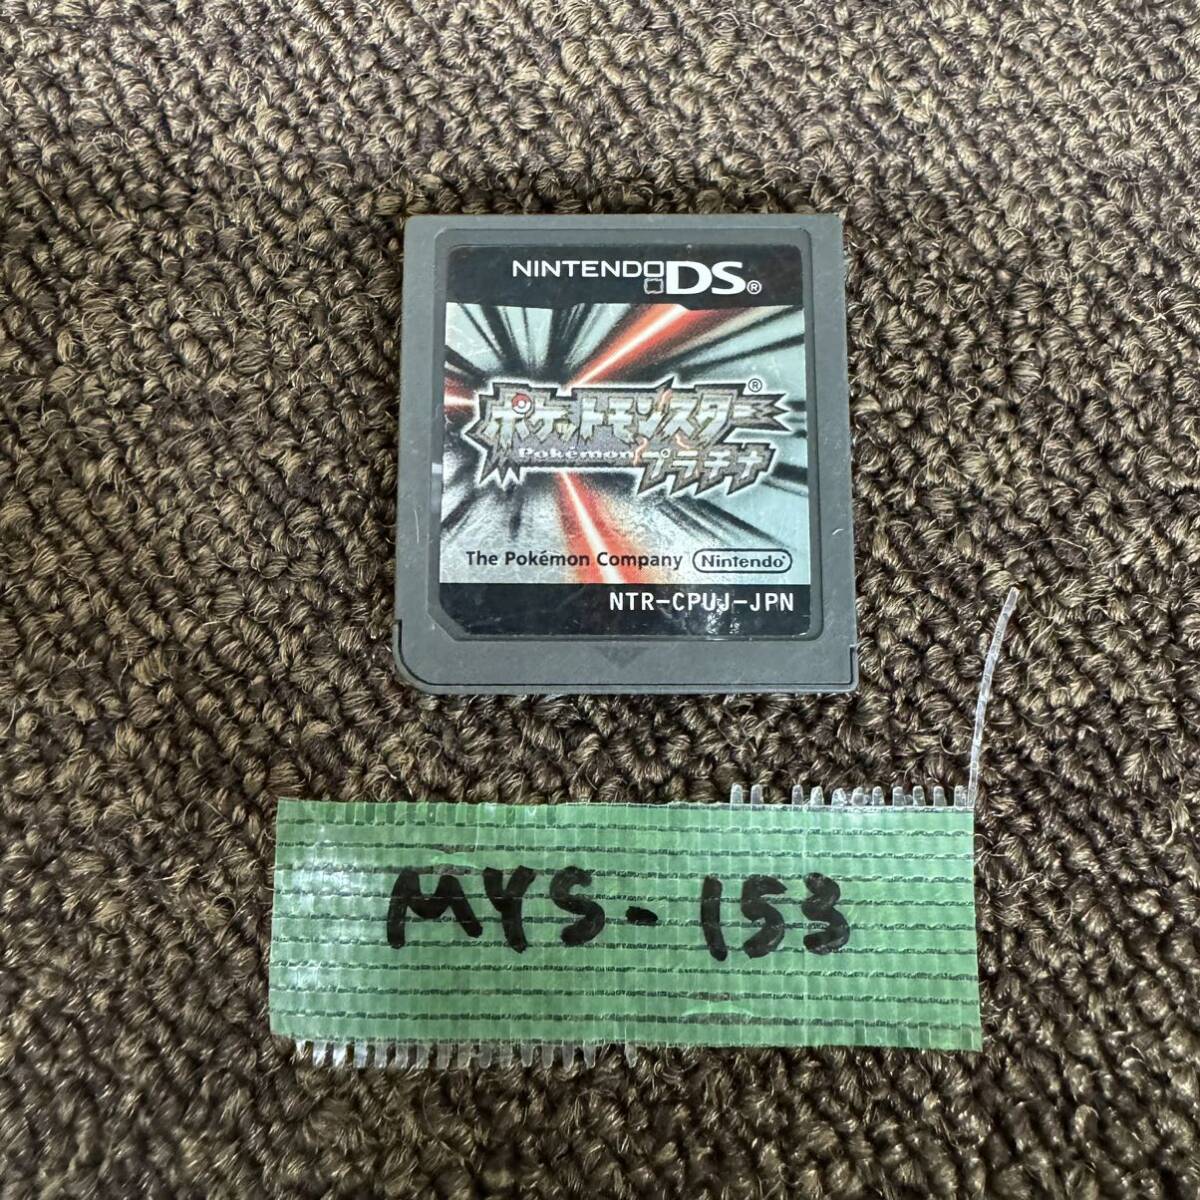 NINTENDO DS®
ポケットモンスター®
Pokémon プラチナ
The Pokémon Company Nintendo®
NTR-CPUJ-JPN
MYS-153